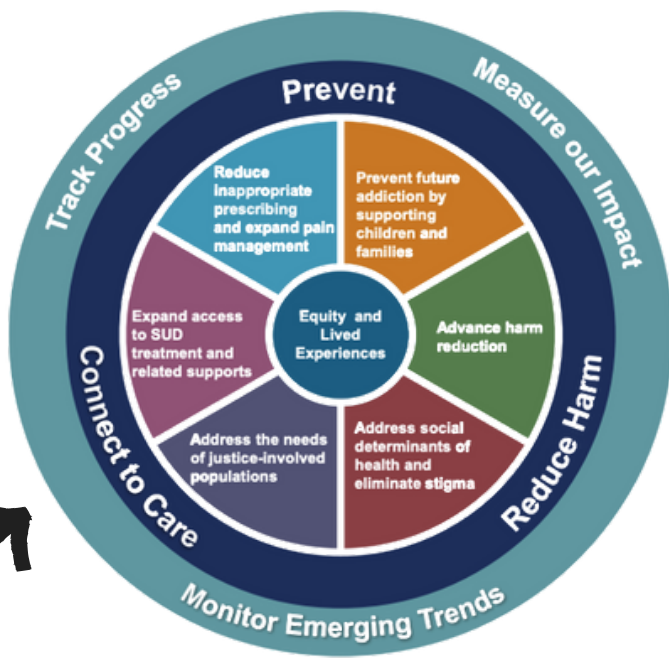 Track Progress
Measure our Impact
Prevent
Reduce
inappropriate
prescribing
and expand pain
management
Prevent future
addiction by
supporting
children and
families
Expand access
to SUD
treatment and
related supports
Equity and
Lived
Experiences
Advance harm
reduction
Address the needs
of justice-involved
populations
Address social
determinants of
health and
eliminate stigma
Connect to Care
Reduce Harm
Monitor Emerging Trends